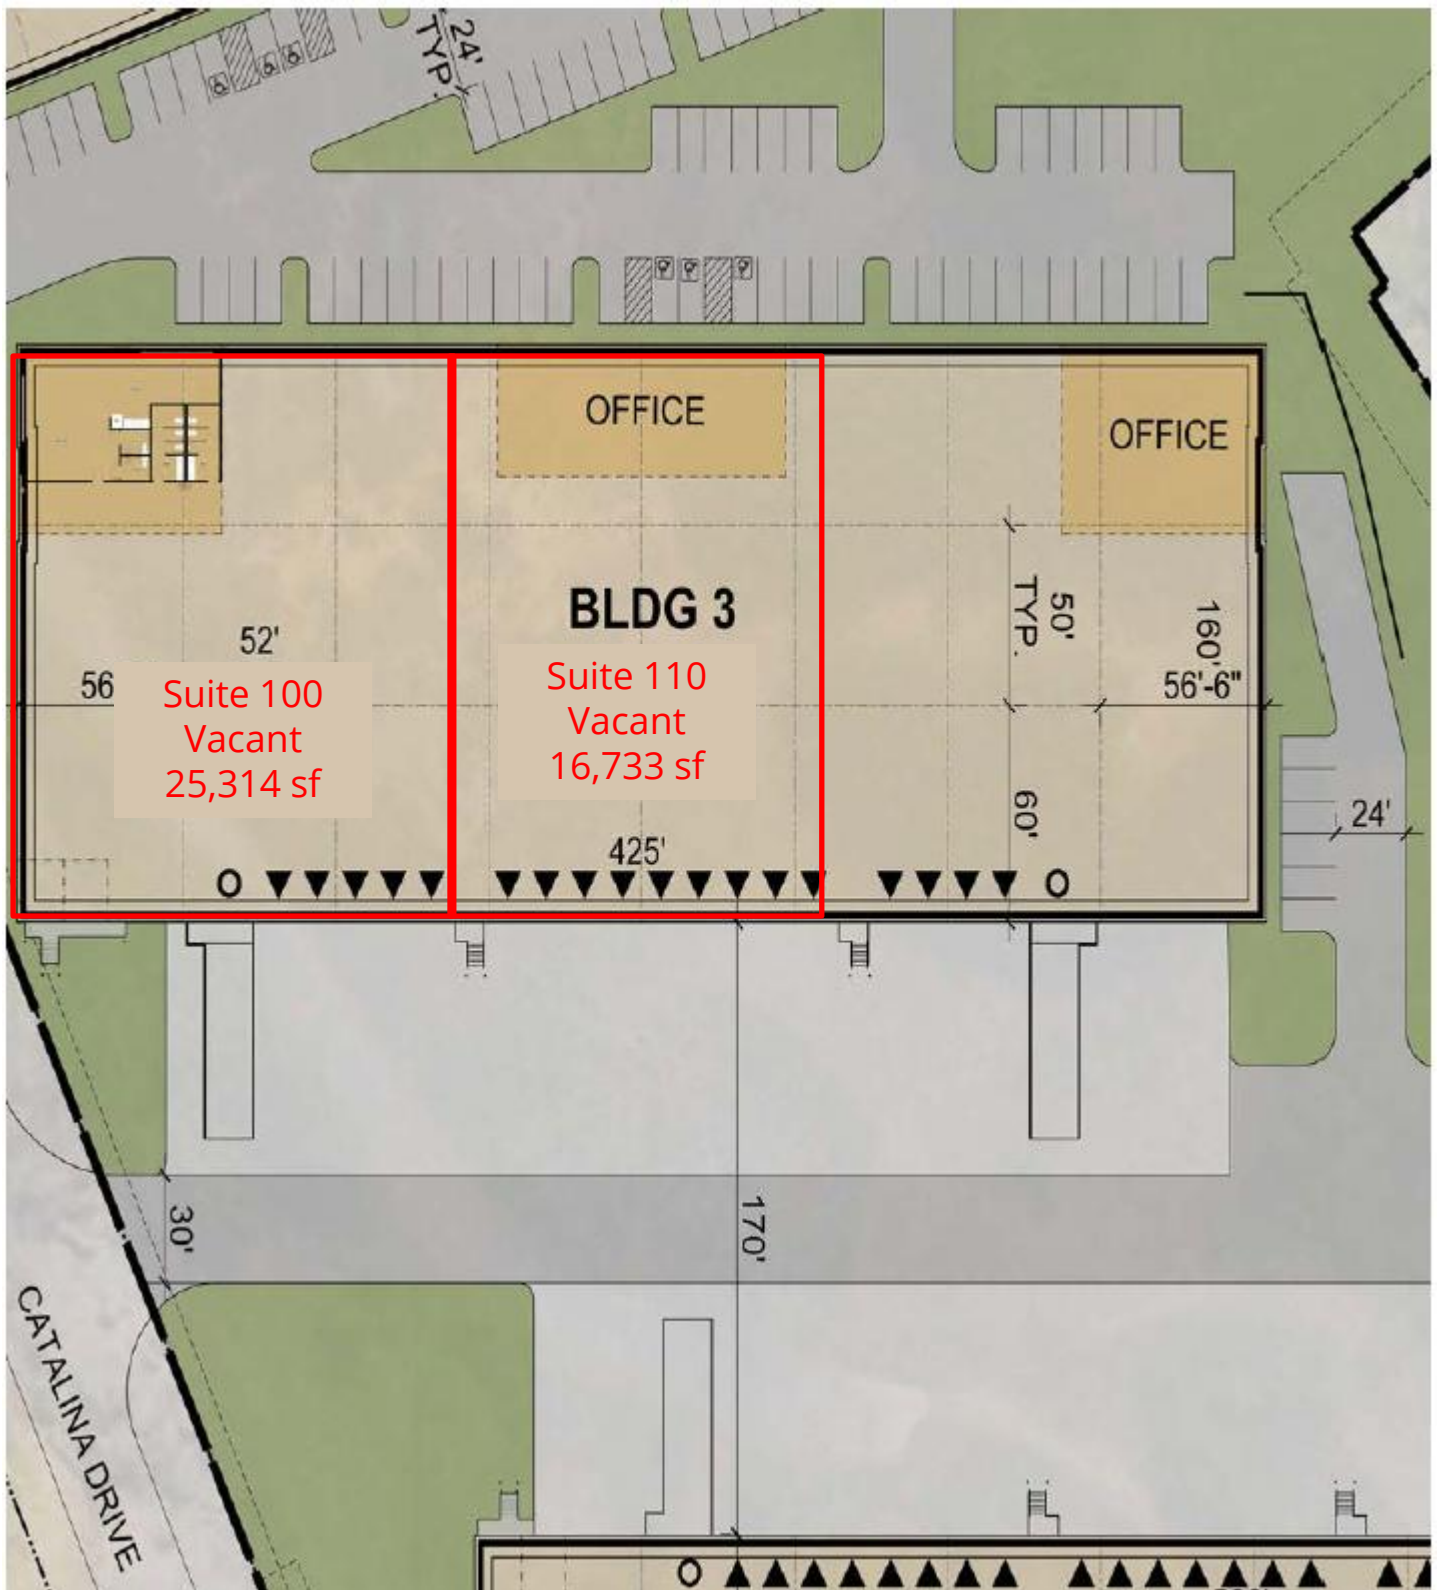 24'
TYP.
OFFICE
OFFICE
BLDG 3
50'
TYP.
160'
52'
56
56'-6"
Suite 100
Vacant
25,314 sf
Suite 110
Vacant
16,733 sf
60'
24'
425'
O
O
30'
170'
CATALINA DRIVE
O